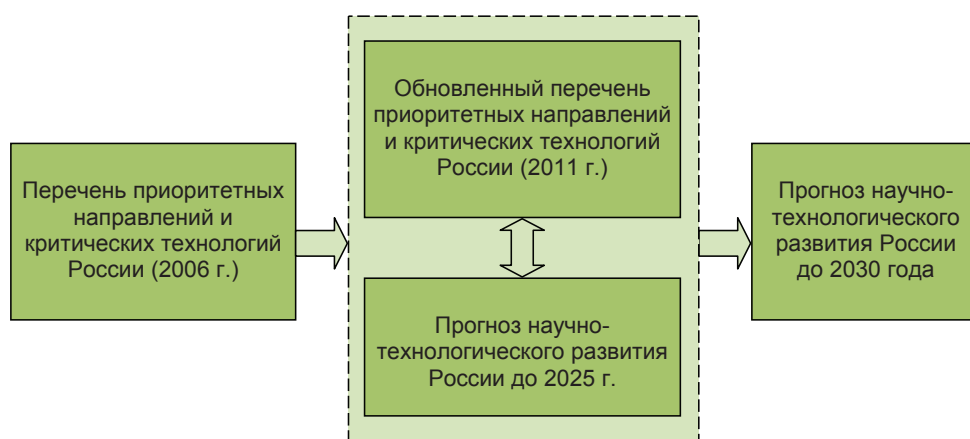 Перечень приоритетных
направлений и
критических технологий
России (2006 г.)
Обновленный перечень
приоритетных направлений
и критических технологий
России (2011 г.)
Прогноз научно-
технологического развития
России до 2025 г.
Прогноз научно-
технологического
развития России
до 2030 года